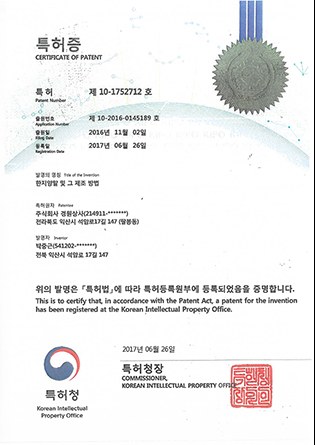 특허증
CERTIFICATE OF PATENT
특 허 제 10-1752712 호
Patent Number
출원번호 제 10-2016-0145189 호
Application Number
출원일 2016년 11월 02일
Filing Date
등록일 2017년 06월 26일
Registration Date
발명의 명칭 Title of the Invention
한지양말 및 그 제조 방법
특허권자 Patentee
주식회사 경원상사(214911-*******)
전라북도 익산시 석암로17길 147 (팔봉동)
발명자 Inventor
박중근(541202-*******)
전북 익산시 석암로 17길 147
위의 발명은 「특허법」에 따라 특허등록원부에 등록되었음을 증명합니다.
This is to certify that, in accordance with the Patent Act, a patent for the invention
has been registered at the Korean Intellectual Property Office.
2017년 06월 26일
특허청장
COMMISSIONER,
KOREAN INTELLECTUAL PROPERTY OFFICE
특허청
Korean Intellectual
Property Office